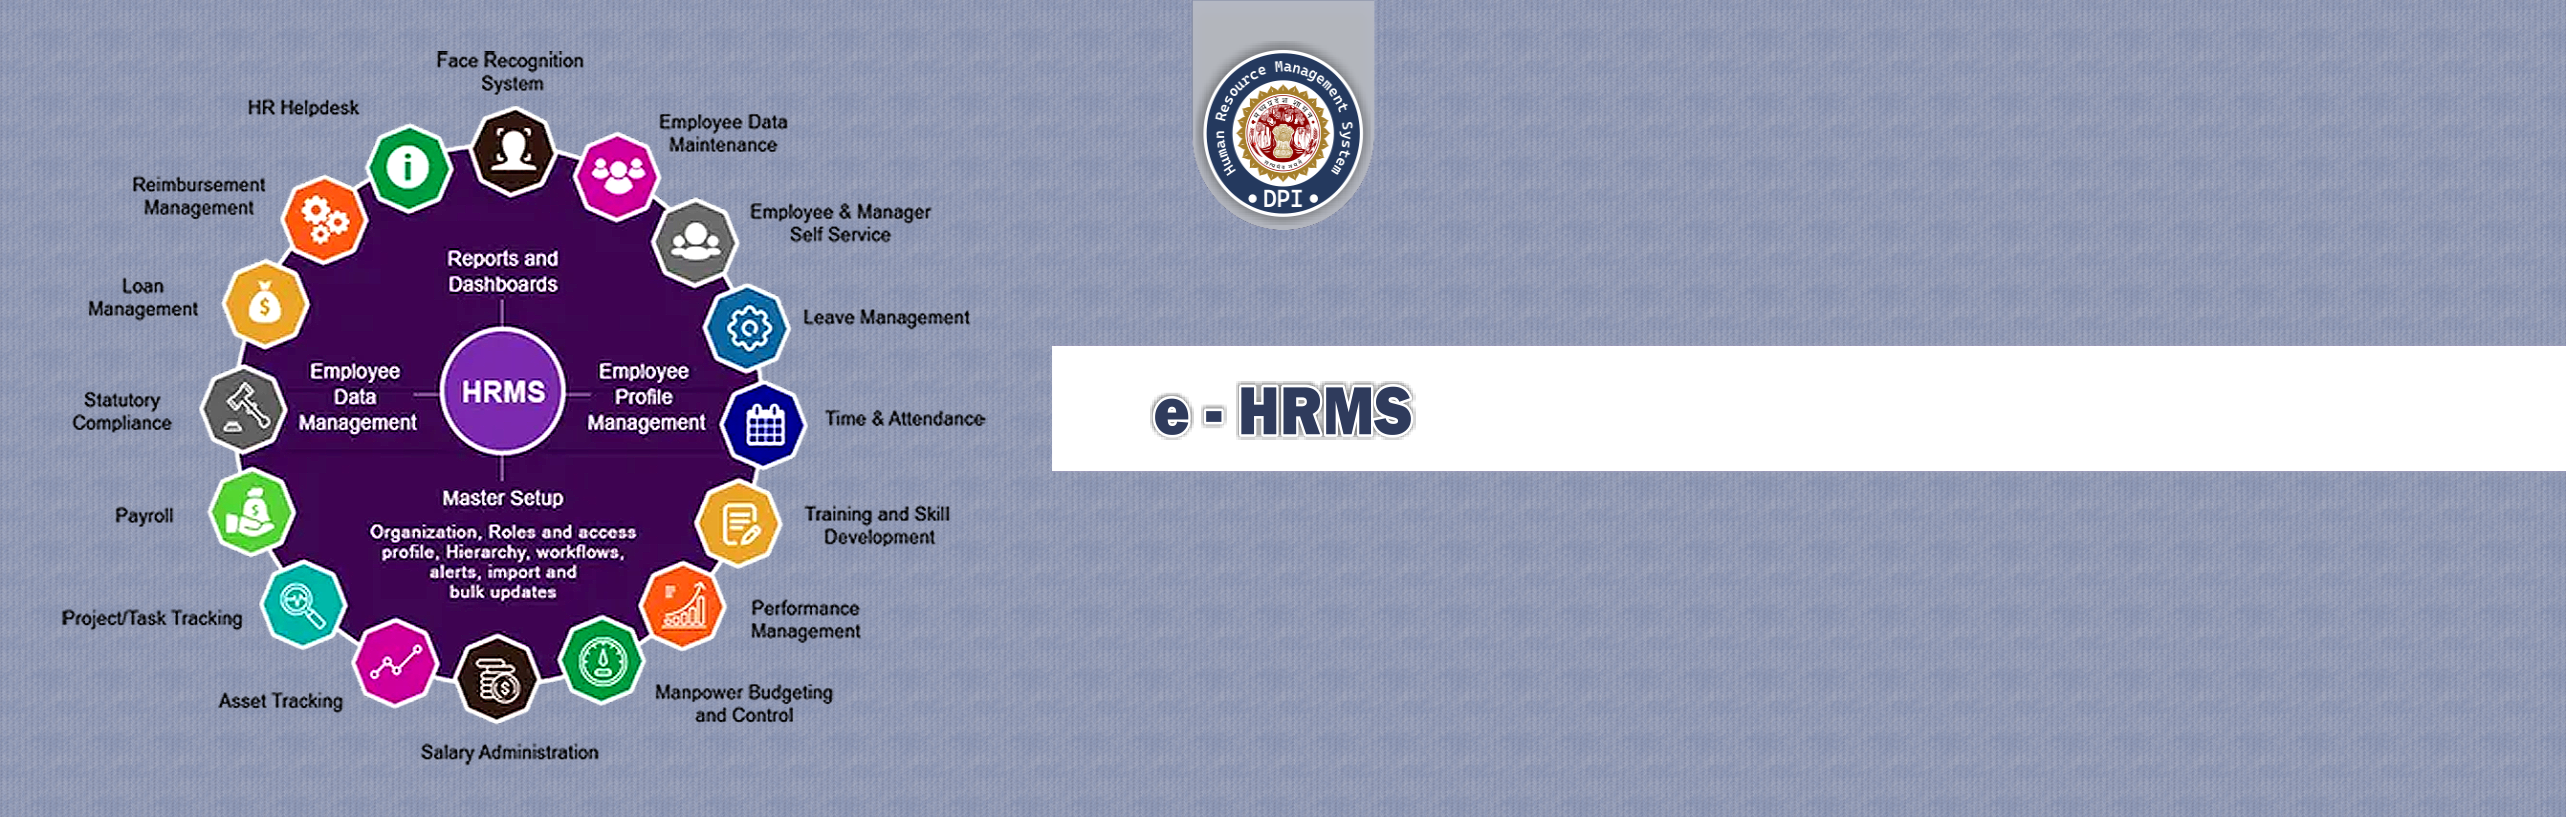 Face Recognition
System
HR Helpdesk
Employee Data
Maintenance
Reimbursement
Management
Employee & Manager
Self Service
Loan
Management
Leave Management
Statutory
Compliance
Time & Attendance
Payroll
Training and Skill
Development
Project/Task Tracking
Performance
Management
Asset Tracking
Manpower Budgeting
and Control
Salary Administration
Reports and
Dashboards
Employee
Data
Management
HRMS
Employee
Profile
Management
Master Setup
Organization, Roles and access
profile, Hierarchy, workflows,
alerts, import and
bulk updates
Human Resource Management System
• DPI •
e - HRMS